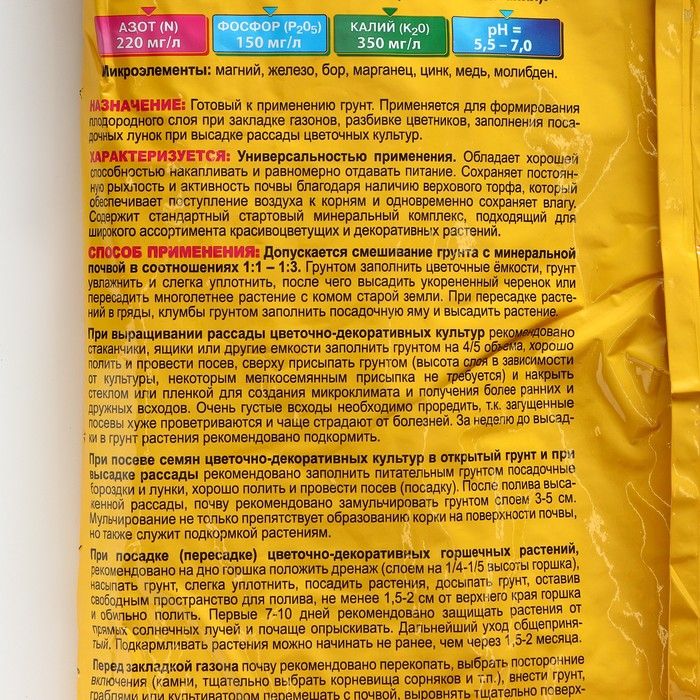 АЗОТ (N)
220 мг/л
ФОСФОР (P₂O₅)
150 мг/л
КАЛИЙ (K₂O)
350 мг/л
pH =
5,5 – 7,0
Микроэлементы: магний, железо, бор, марганец, цинк, медь, молибден.
НАЗНАЧЕНИЕ: Готовый к применению грунт. Применяется для формирования
плодородного слоя при закладке газонов, разбивке цветников, заполнения поса-
дочных лунок при высадке рассады цветочных культур.
ХАРАКТЕРИЗУЕТСЯ: Универсальностью применения. Обладает хорошей
способностью накапливать и равномерно отдавать питание. Сохраняет постоян-
ную рыхлость и активность почвы благодаря наличию верхового торфа, который
обеспечивает поступление воздуха к корням и одновременно сохраняет влагу.
Содержит стандартный стартовый минеральный комплекс, подходящий для
широкого ассортимента красивоцветущих и декоративных растений.
СПОСОБ ПРИМЕНЕНИЯ: Допускается смешивание грунта с минеральной
почвой в соотношениях 1:1 – 1:3. Грунтом заполнить цветочные ёмкости, грунт
увлажнить и слегка уплотнить, после чего высадить укорененный черенок или
пересадить многолетнее растение с комом старой земли. При пересадке расте-
ний в гряды, клумбы грунтом заполнить посадочную яму и высадить растение.
При выращивании рассады цветочно-декоративных культур рекомендовано
стаканчики, ящики или другие емкости заполнить грунтом на 4/5 объема, хорошо
полить и провести посев, сверху присыпать грунтом (высота слоя в зависимости
от культуры, некоторым мелкосемянным присыпка не требуется) и накрыть
стеклом или пленкой для создания микроклимата и получения более ранних и
дружных всходов. Очень густые всходы необходимо проредить, т.к. загущенные
посевы хуже проветриваются и чаще страдают от болезней. За неделю до высад-
ки в грунт растения рекомендовано подкормить.
При посеве семян цветочно-декоративных культур в открытый грунт и при
высадке рассады рекомендовано заполнить питательным грунтом посадочные
бороздки и лунки, хорошо полить и провести посев (посадку). После полива выса-
женной рассады, почву рекомендовано замульчировать грунтом слоем 3-5 см.
Мульчирование не только препятствует образованию корки на поверхности почвы,
но также служит подкормкой растениям.
При посадке (пересадке) цветочно-декоративных горшечных растений,
рекомендовано на дно горшка положить дренаж (слоем на 1/4-1/5 высоты горшка),
насыпать грунт, слегка уплотнить, посадить растения, досыпать грунт, оставив
свободным пространство для полива, не менее 1,5-2 см от верхнего края горшка
и обильно полить. Первые 7-10 дней рекомендовано защищать растения от
прямых солнечных лучей и почаще опрыскивать. Дальнейший уход общеприня-
тый. Подкармливать растения можно начинать не ранее, чем через 1,5-2 месяца.
Перед закладкой газона почву рекомендовано перекопать, выбрать посторонние
включения (камни, тщательно выбрать корневища сорняков и т.п.), внести грунт,
граблями или культиватором перемешать с почвой, выровнять тщательно поверх-